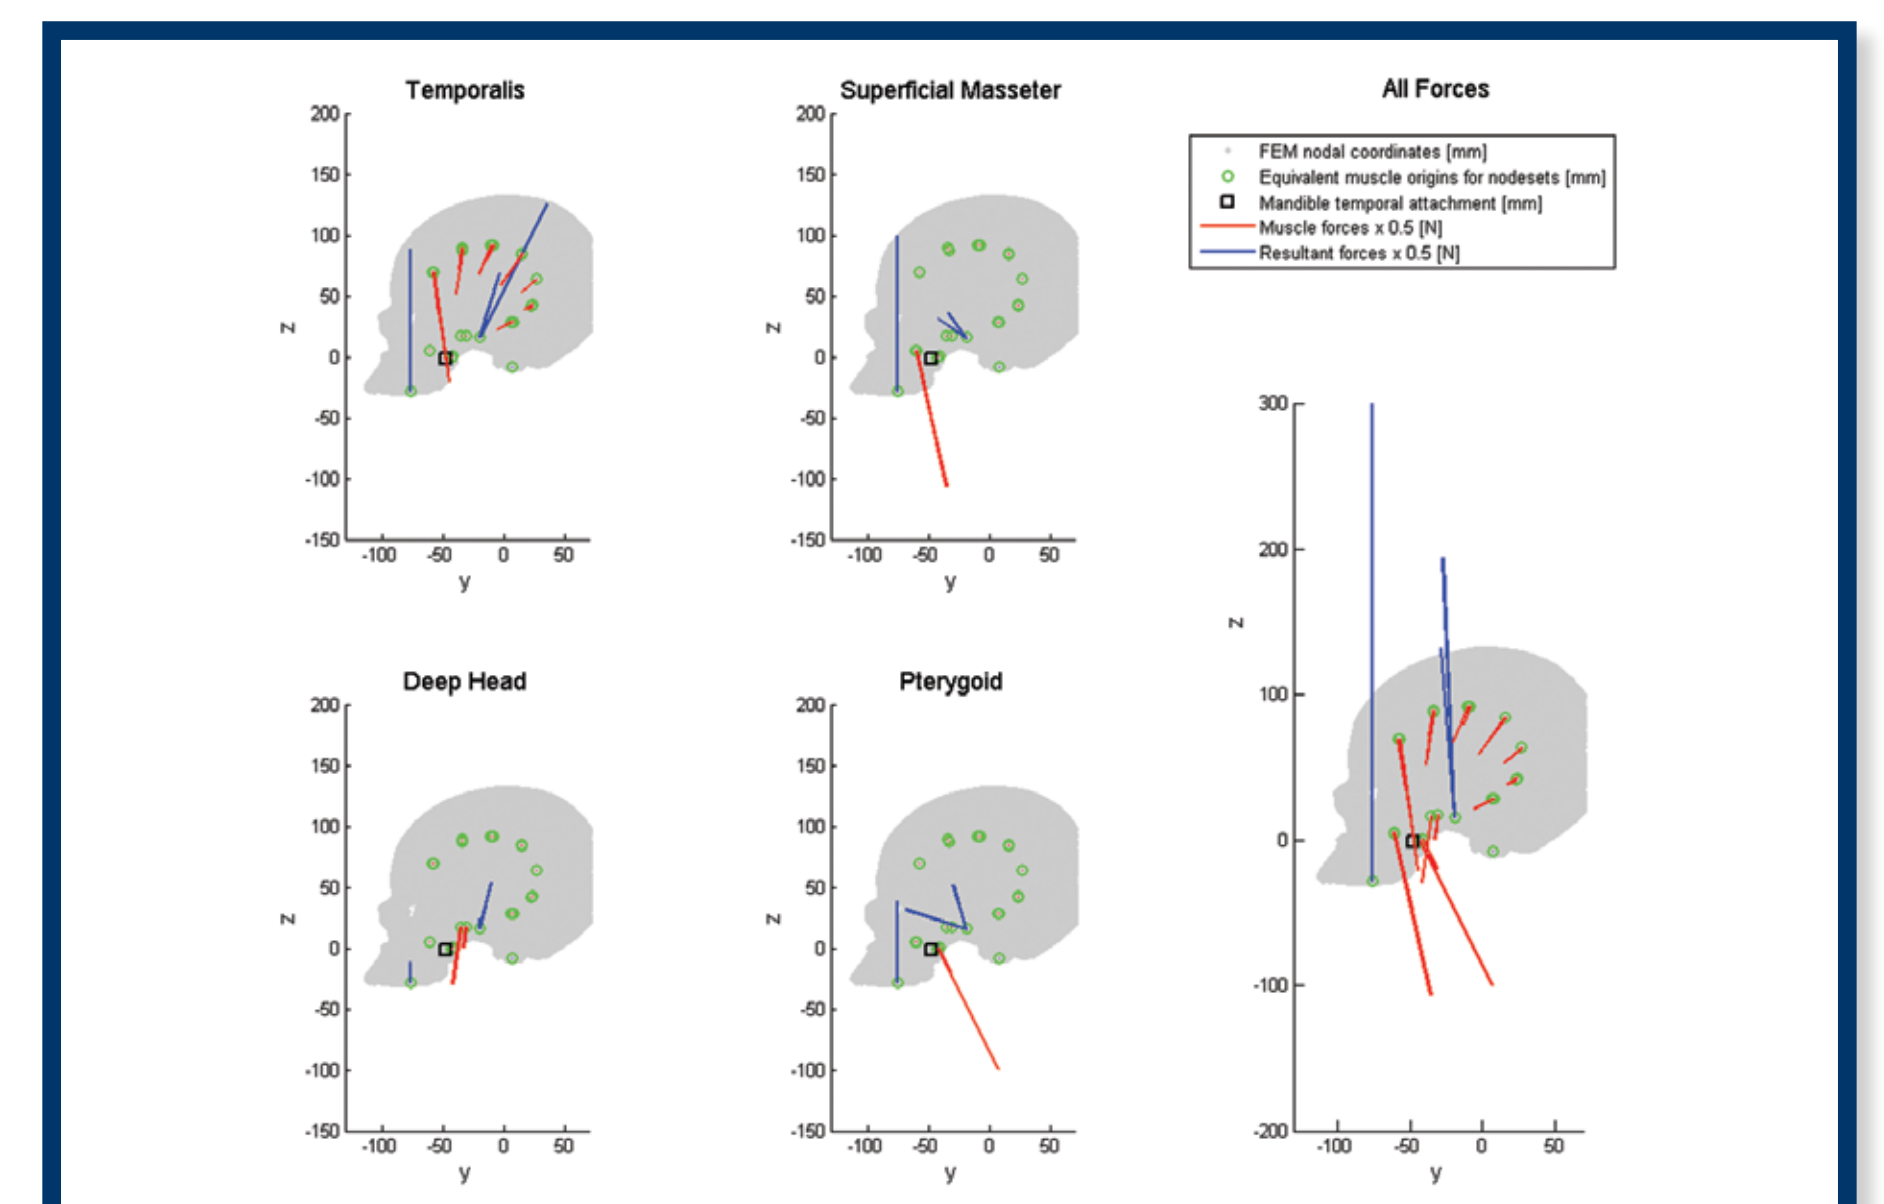 Temporalis
200
150
100
50
0
-50
-100
-150
-100 -50 0 50
z
y
Superficial Masseter
200
150
100
50
0
-50
-100
-150
-100 -50 0 50
z
y
All Forces
FEM nodal coordinates [mm]
Equivalent muscle origins for nodesets [mm]
Mandible temporal attachment [mm]
Muscle forces x 0.5 [N]
Resultant forces x 0.5 [N]
300
200
100
0
-100
-200
-100 -50 0 50
z
y
Deep Head
200
150
100
50
0
-50
-100
-150
-100 -50 0 50
z
y
Pterygoid
200
150
100
50
0
-50
-100
-150
-100 -50 0 50
z
y